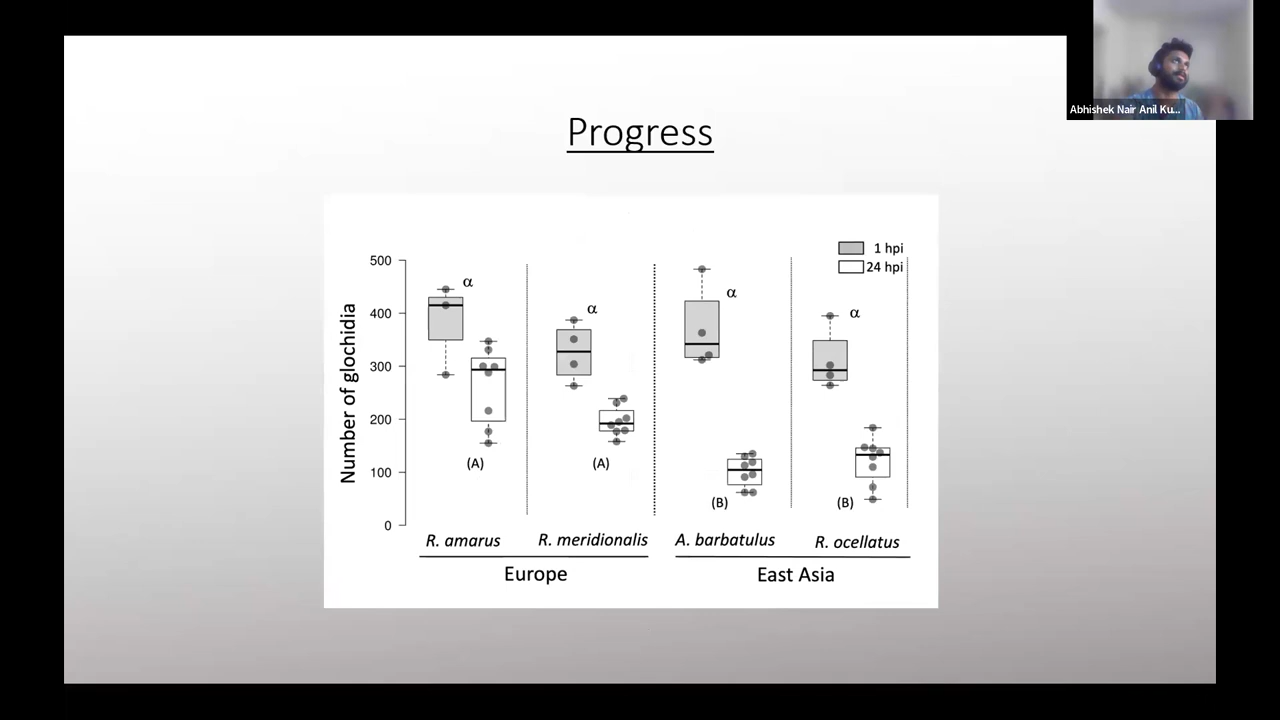 Abhishek Nair Anil Ku...
Progress
1 hpi
24 hpi
Number of glochidia
500
400
300
200
100
0
α
α
α
α
(A)
(A)
(B)
(B)
R. amarus
R. meridionalis
A. barbatulus
R. ocellatus
Europe
East Asia